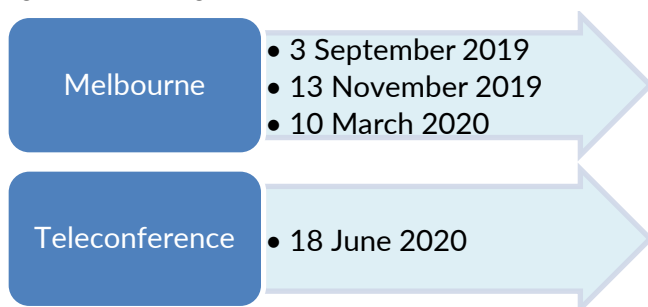 Melbourne
• 3 September 2019
• 13 November 2019
• 10 March 2020
Teleconference
• 18 June 2020